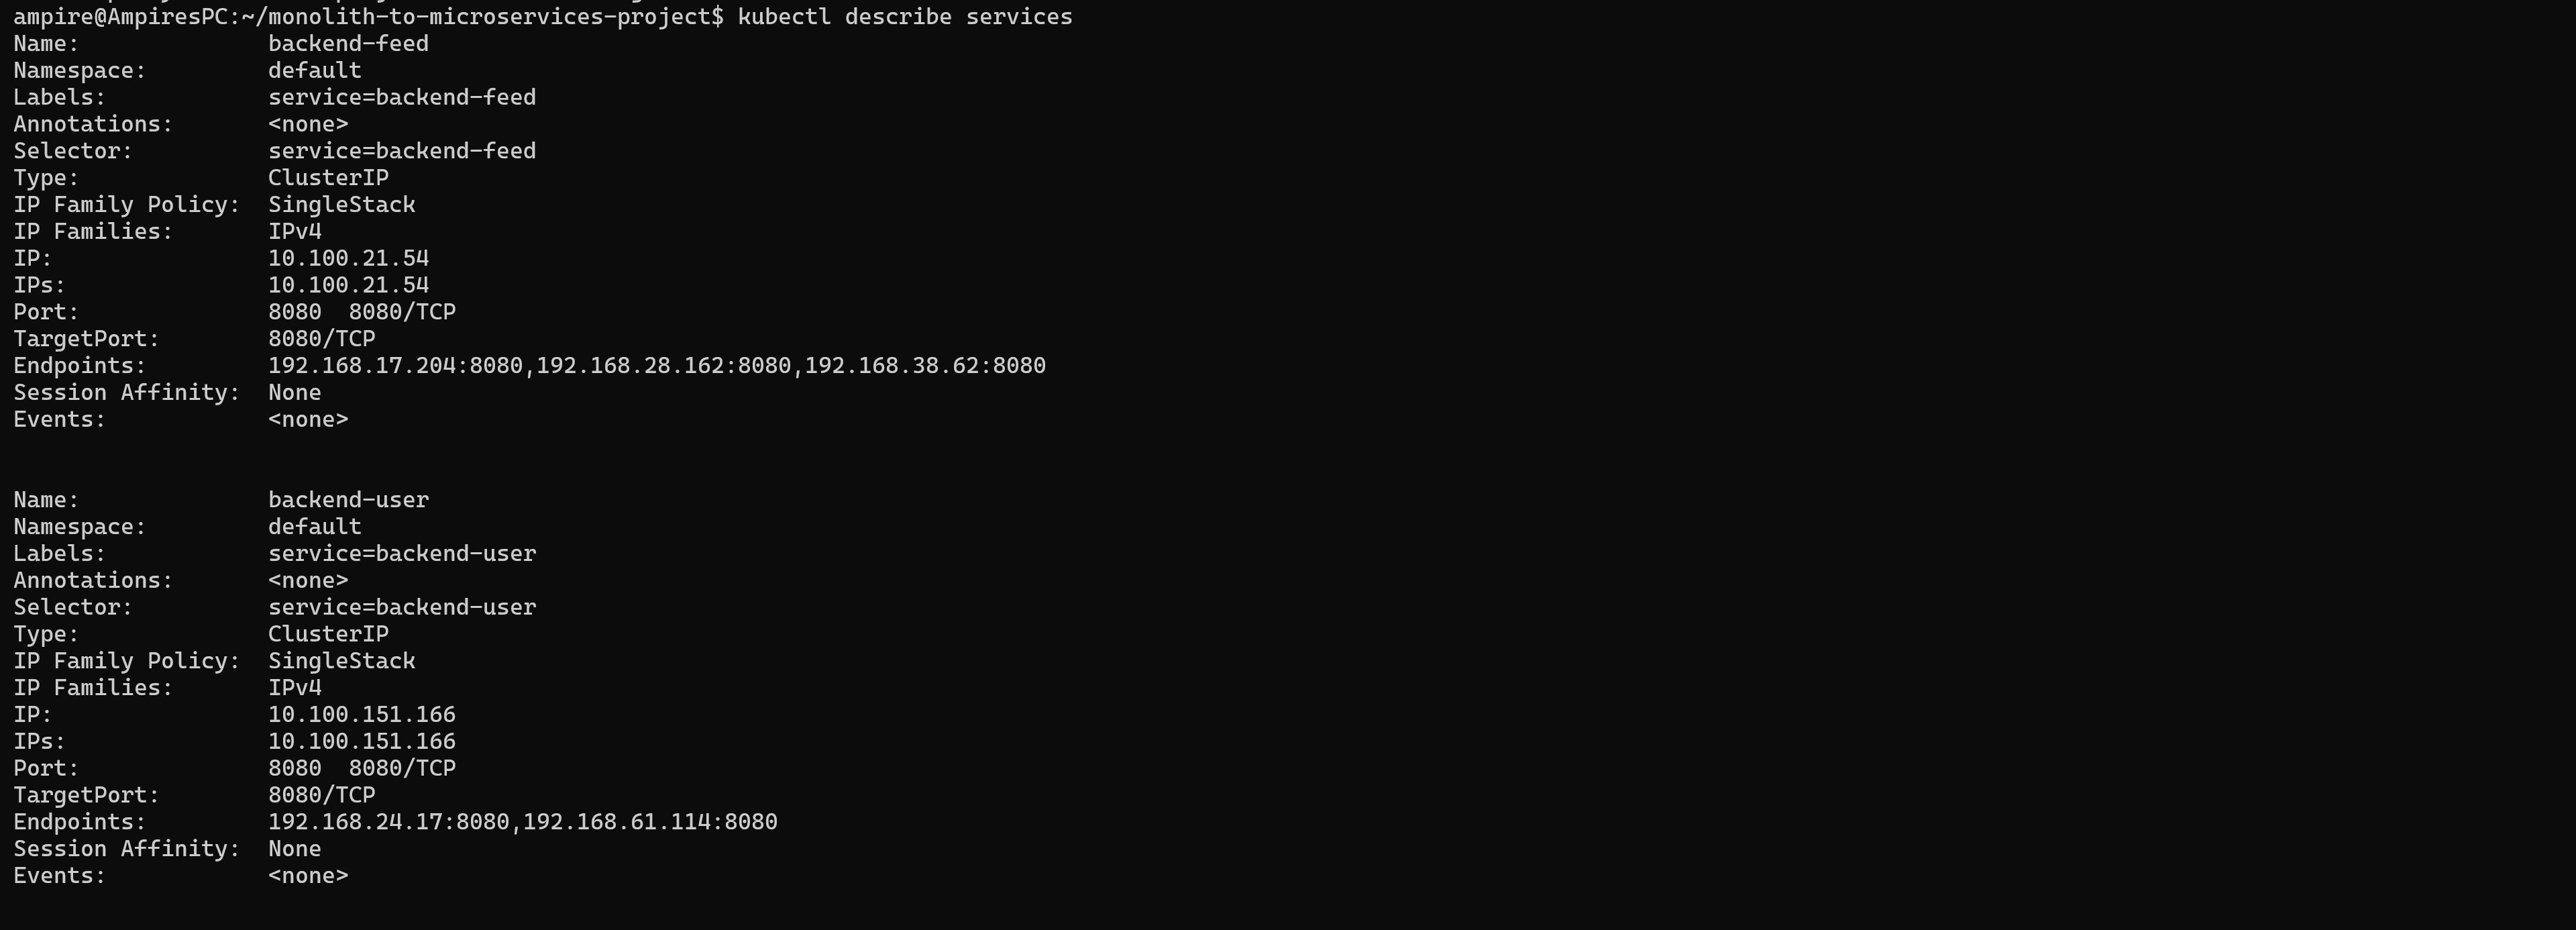 ampire@AmpiresPC:~/monolith-to-microservices-project$ kubectl describe services
Name:              backend-feed
Namespace:         default
Labels:            service=backend-feed
Annotations:       <none>
Selector:          service=backend-feed
Type:              ClusterIP
IP Family Policy:  SingleStack
IP Families:       IPv4
IP:                10.100.21.54
IPs:               10.100.21.54
Port:              8080  8080/TCP
TargetPort:        8080/TCP
Endpoints:         192.168.17.204:8080,192.168.28.162:8080,192.168.38.62:8080
Session Affinity:  None
Events:            <none>
Name:              backend-user
Namespace:         default
Labels:            service=backend-user
Annotations:       <none>
Selector:          service=backend-user
Type:              ClusterIP
IP Family Policy:  SingleStack
IP Families:       IPv4
IP:                10.100.151.166
IPs:               10.100.151.166
Port:              8080  8080/TCP
TargetPort:        8080/TCP
Endpoints:         192.168.24.17:8080,192.168.61.114:8080
Session Affinity:  None
Events:            <none>